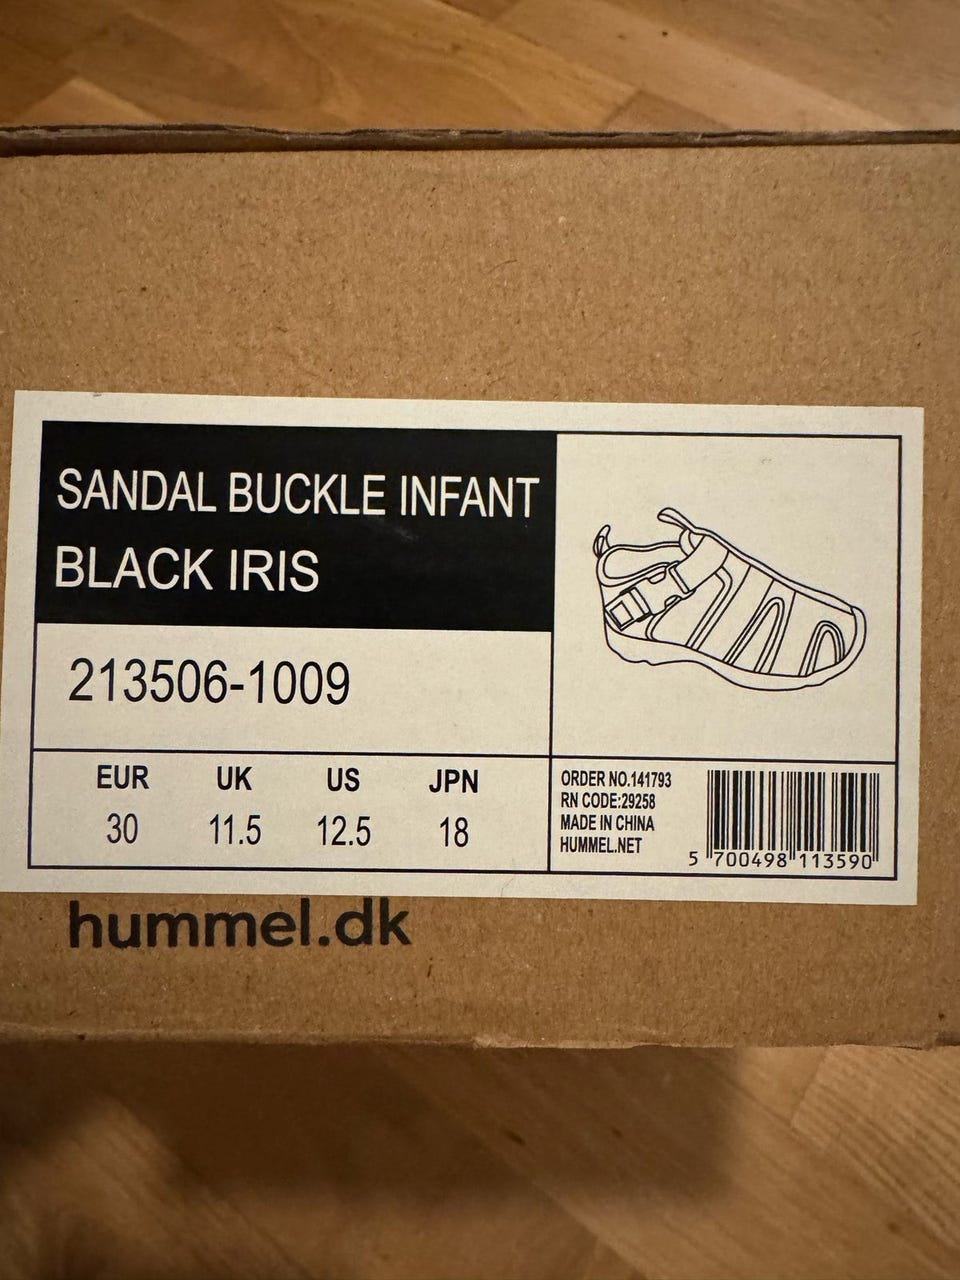 SANDAL BUCKLE INFANT
BLACK IRIS
213506-1009
EUR UK US JPN
30 11.5 12.5 18
ORDER NO.141793
RN CODE:29258
MADE IN CHINA
HUMMEL.NET
5 700498 113590
hummel.dk